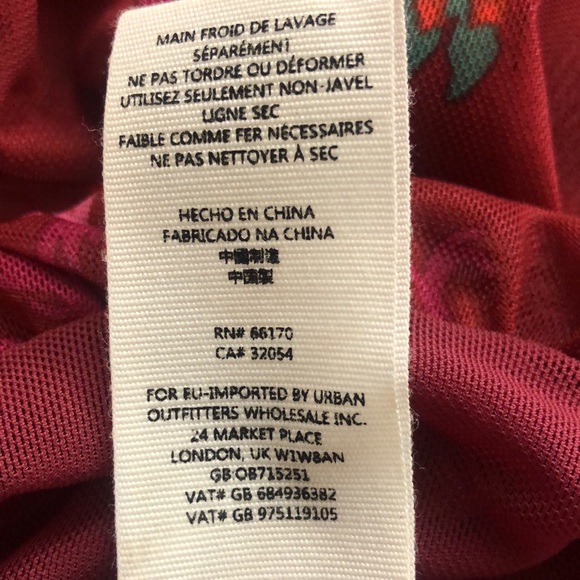 MAIN FROID DE LAVAGE
SÉPARÉMENT
NE PAS TORDRE OU DÉFORMER
UTILISEZ SEULEMENT NON-JAVEL
LIGNE SEC
FAIBLE COMME FER NÉCESSAIRES
NE PAS NETTOYER À SEC
HECHO EN CHINA
FABRICADO NA CHINA
中國制造
中國製
RN# 66170
CA# 32054
FOR EU-IMPORTED BY URBAN
OUTFITTERS WHOLESALE INC.
24 MARKET PLACE
LONDON, UK W1W8AN
GB:OB715251
VAT# GB 684936382
VAT# GB 975119105